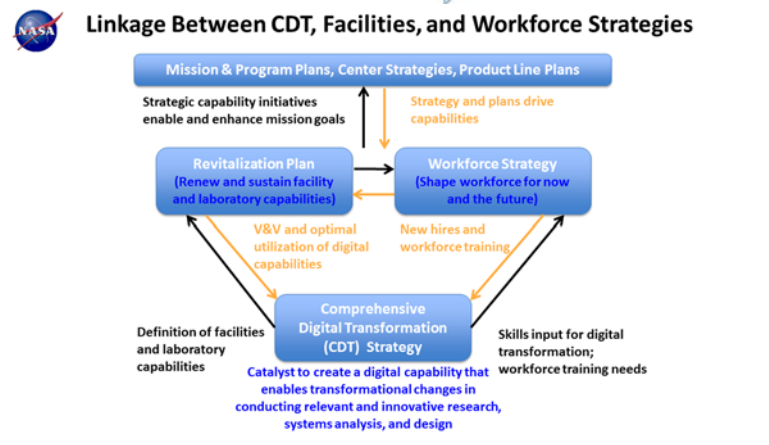 NASA
Linkage Between CDT, Facilities, and Workforce Strategies
Mission & Program Plans, Center Strategies, Product Line Plans
Strategic capability initiatives
enable and enhance mission goals
Strategy and plans drive
capabilities
Revitalization Plan
(Renew and sustain facility
and laboratory capabilities)
Workforce Strategy
(Shape workforce for now
and the future)
V&V and optimal
utilization of digital
capabilities
New hires and
workforce training
Comprehensive
Digital Transformation
(CDT) Strategy
Definition of facilities
and laboratory
capabilities
Skills input for digital
transformation;
workforce training needs
Catalyst to create a digital capability that
enables transformational changes in
conducting relevant and innovative research,
systems analysis, and design